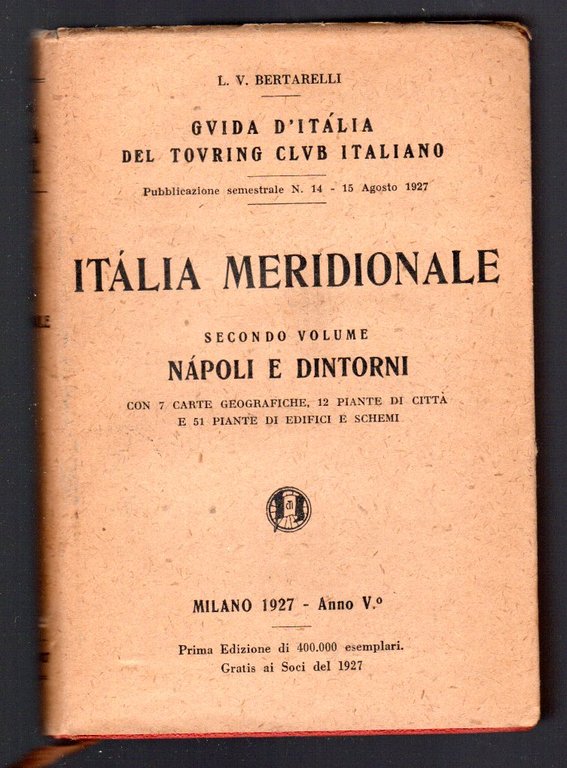 L. V. BERTARELLI
GVIDA D'ITÁLIA
DEL TOVRING CLVB ITALIANO
Pubblicazione semestrale N. 14 - 15 Agosto 1927
ITÁLIA MERIDIONALE
SECONDO VOLUME
NÁPOLI E DINTORNI
CON 7 CARTE GEOGRAFICHE, 12 PIANTE DI CITTÀ
E 51 PIANTE DI EDIFICI E SCHEMI
MILANO 1927 - Anno V.º
Prima Edizione di 400.000 esemplari.
Gratis ai Soci del 1927